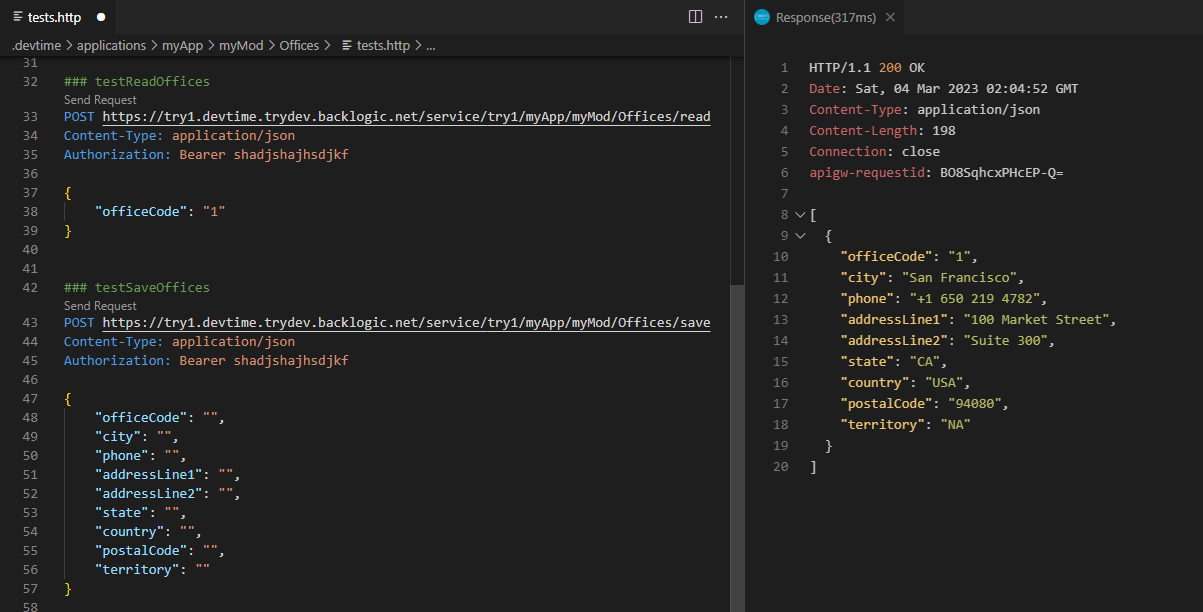 tests.http
.devtime > applications > myApp > myMod > Offices > tests.http > ...
31
32 ### testReadOffices
Send Request
33 POST https://try1.devtime.trydev.backlogic.net/service/try1/myApp/myMod/Offices/read
34 Content-Type: application/json
35 Authorization: Bearer shadjshajhsdjkf
36
37 {
38 "officeCode": "1"
39 }
40
41
42 ### testSaveOffices
Send Request
43 POST https://try1.devtime.trydev.backlogic.net/service/try1/myApp/myMod/Offices/save
44 Content-Type: application/json
45 Authorization: Bearer shadjshajhsdjkf
46
47 {
48 "officeCode": "",
49 "city": "",
50 "phone": "",
51 "addressLine1": "",
52 "addressLine2": "",
53 "state": "",
54 "country": "",
55 "postalCode": "",
56 "territory": ""
57 }
58
Response(317ms)
1 HTTP/1.1 200 OK
2 Date: Sat, 04 Mar 2023 02:04:52 GMT
3 Content-Type: application/json
4 Content-Length: 198
5 Connection: close
6 apigw-requestid: BO8SqhcxPHcEP-Q=
7
8 [
9 {
10 "officeCode": "1",
11 "city": "San Francisco",
12 "phone": "+1 650 219 4782",
13 "addressLine1": "100 Market Street",
14 "addressLine2": "Suite 300",
15 "state": "CA",
16 "country": "USA",
17 "postalCode": "94080",
18 "territory": "NA"
19 }
20 ]